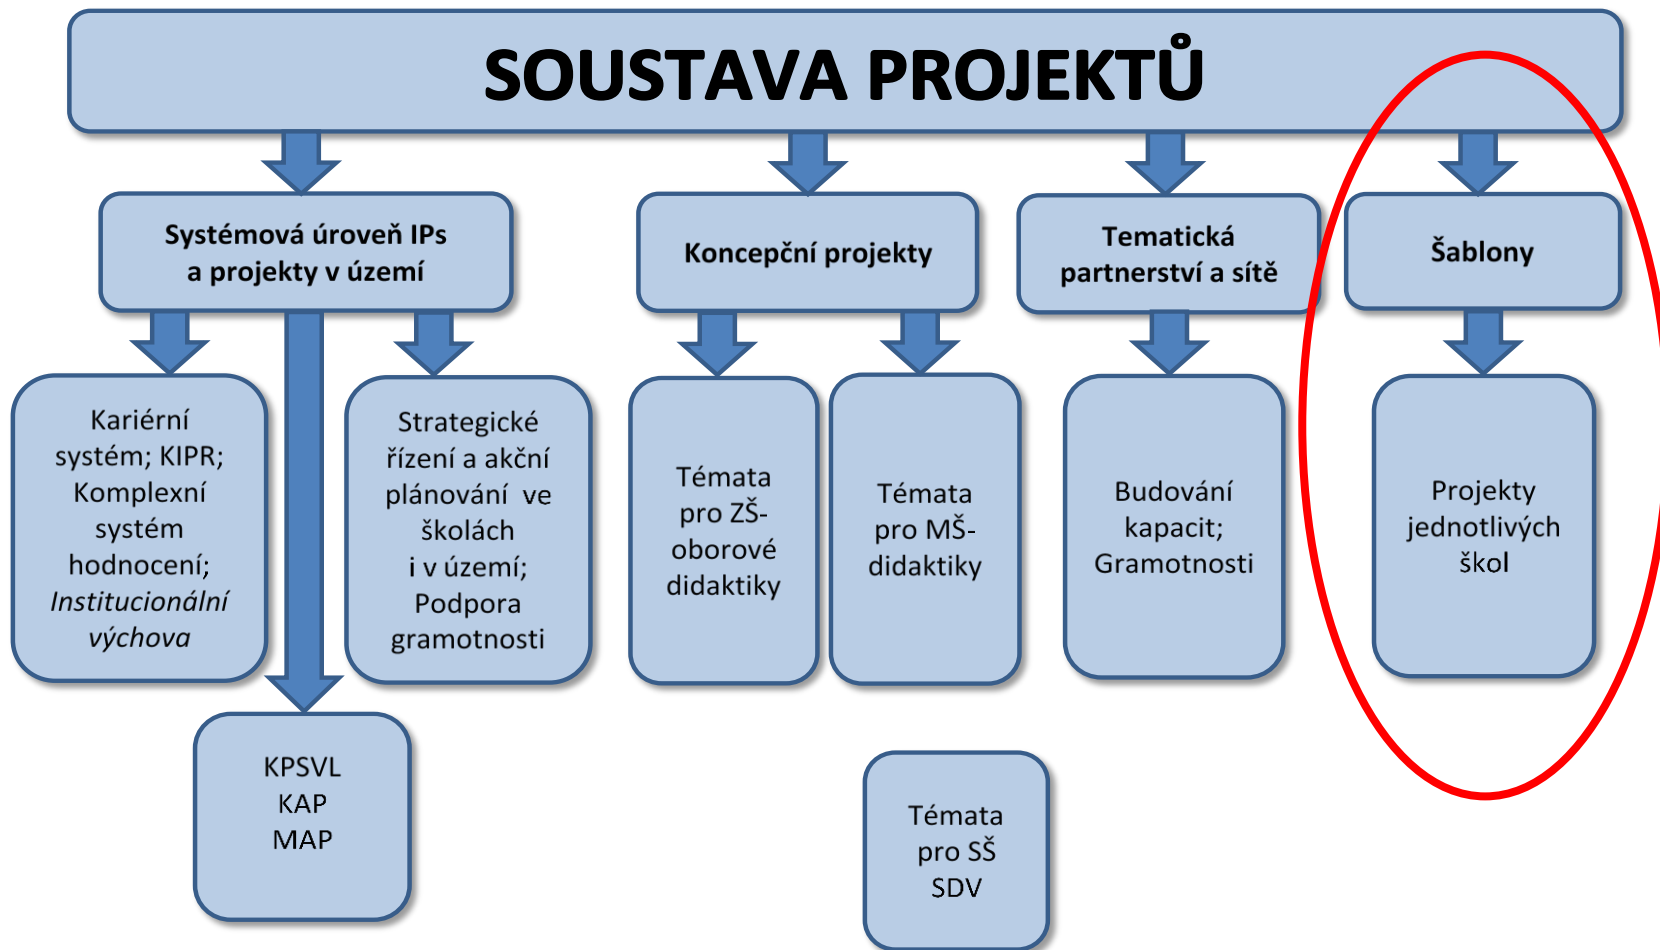 SOUSTAVA PROJEKTŮ
Systémová úroveň IPs
a projekty v území
Koncepční projekty
Tematická
partnerství a sítě
Šablony
Kariérní
systém; KIPR;
Komplexní
systém
hodnocení;
Institucionální
výchova
Strategické
řízení a akční
plánování ve
školách
i v území;
Podpora
gramotnosti
Témata
pro ZŠ-
oborové
didaktiky
Témata
pro MŠ-
didaktiky
Budování
kapacit;
Gramotnosti
Projekty
jednotlivých
škol
KPSVL
KAP
MAP
Témata
pro SŠ
SDV